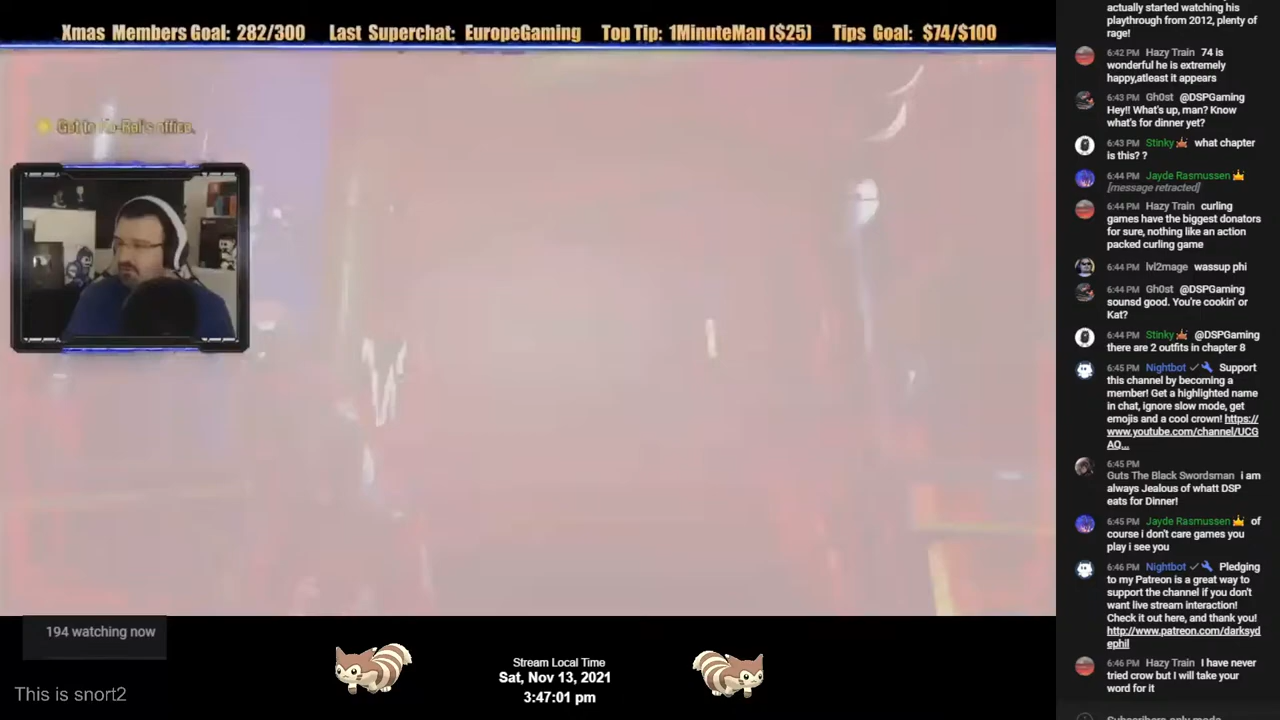 Xmas Members Goal: 282/300 Last Superchat: EuropeGaming Top Tip: 1MinuteMan ($25) Tips Goal: $74/$100
Get to Ku-Rai's office.
194 watching now
This is snort2
Stream Local Time
Sat, Nov 13, 2021
3:47:01 pm
actually started watching his
playthrough from 2012, plenty of
rage!
6:42 PM Hazy Train 74 is
wonderful he is extremely
happy,atleast it appears
6:43 PM Gh0st @DSPGaming
Hey!! What's up, man? Know
what's for dinner yet?
6:43 PM Stinky what chapter
is this? ?
6:44 PM Jayde Rasmussen
[message retracted]
6:44 PM Hazy Train curling
games have the biggest donators
for sure, nothing like an action
packed curling game
6:44 PM lvl2mage wassup phi
6:44 PM Gh0st @DSPGaming
sounsd good. You're cookin' or
Kat?
6:44 PM Stinky @DSPGaming
there are 2 outfits in chapter 8
6:45 PM Nightbot Support
this channel by becoming a
member! Get a highlighted name
in chat, ignore slow mode, get
emojis and a cool crown! https://
www.youtube.com/channel/UCG
AQ...
6:45 PM
Guts The Black Swordsman i am
always Jealous of whatt DSP
eats for Dinner!
6:45 PM Jayde Rasmussen of
course i don't care games you
play i see you
6:46 PM Nightbot Pledging
to my Patreon is a great way to
support the channel if you don't
want live stream interaction!
Check it out here, and thank you!
http://www.patreon.com/darksyd
ephil
6:46 PM Hazy Train I have never
tried crow but I will take your
word for it
Subscribers-only mode